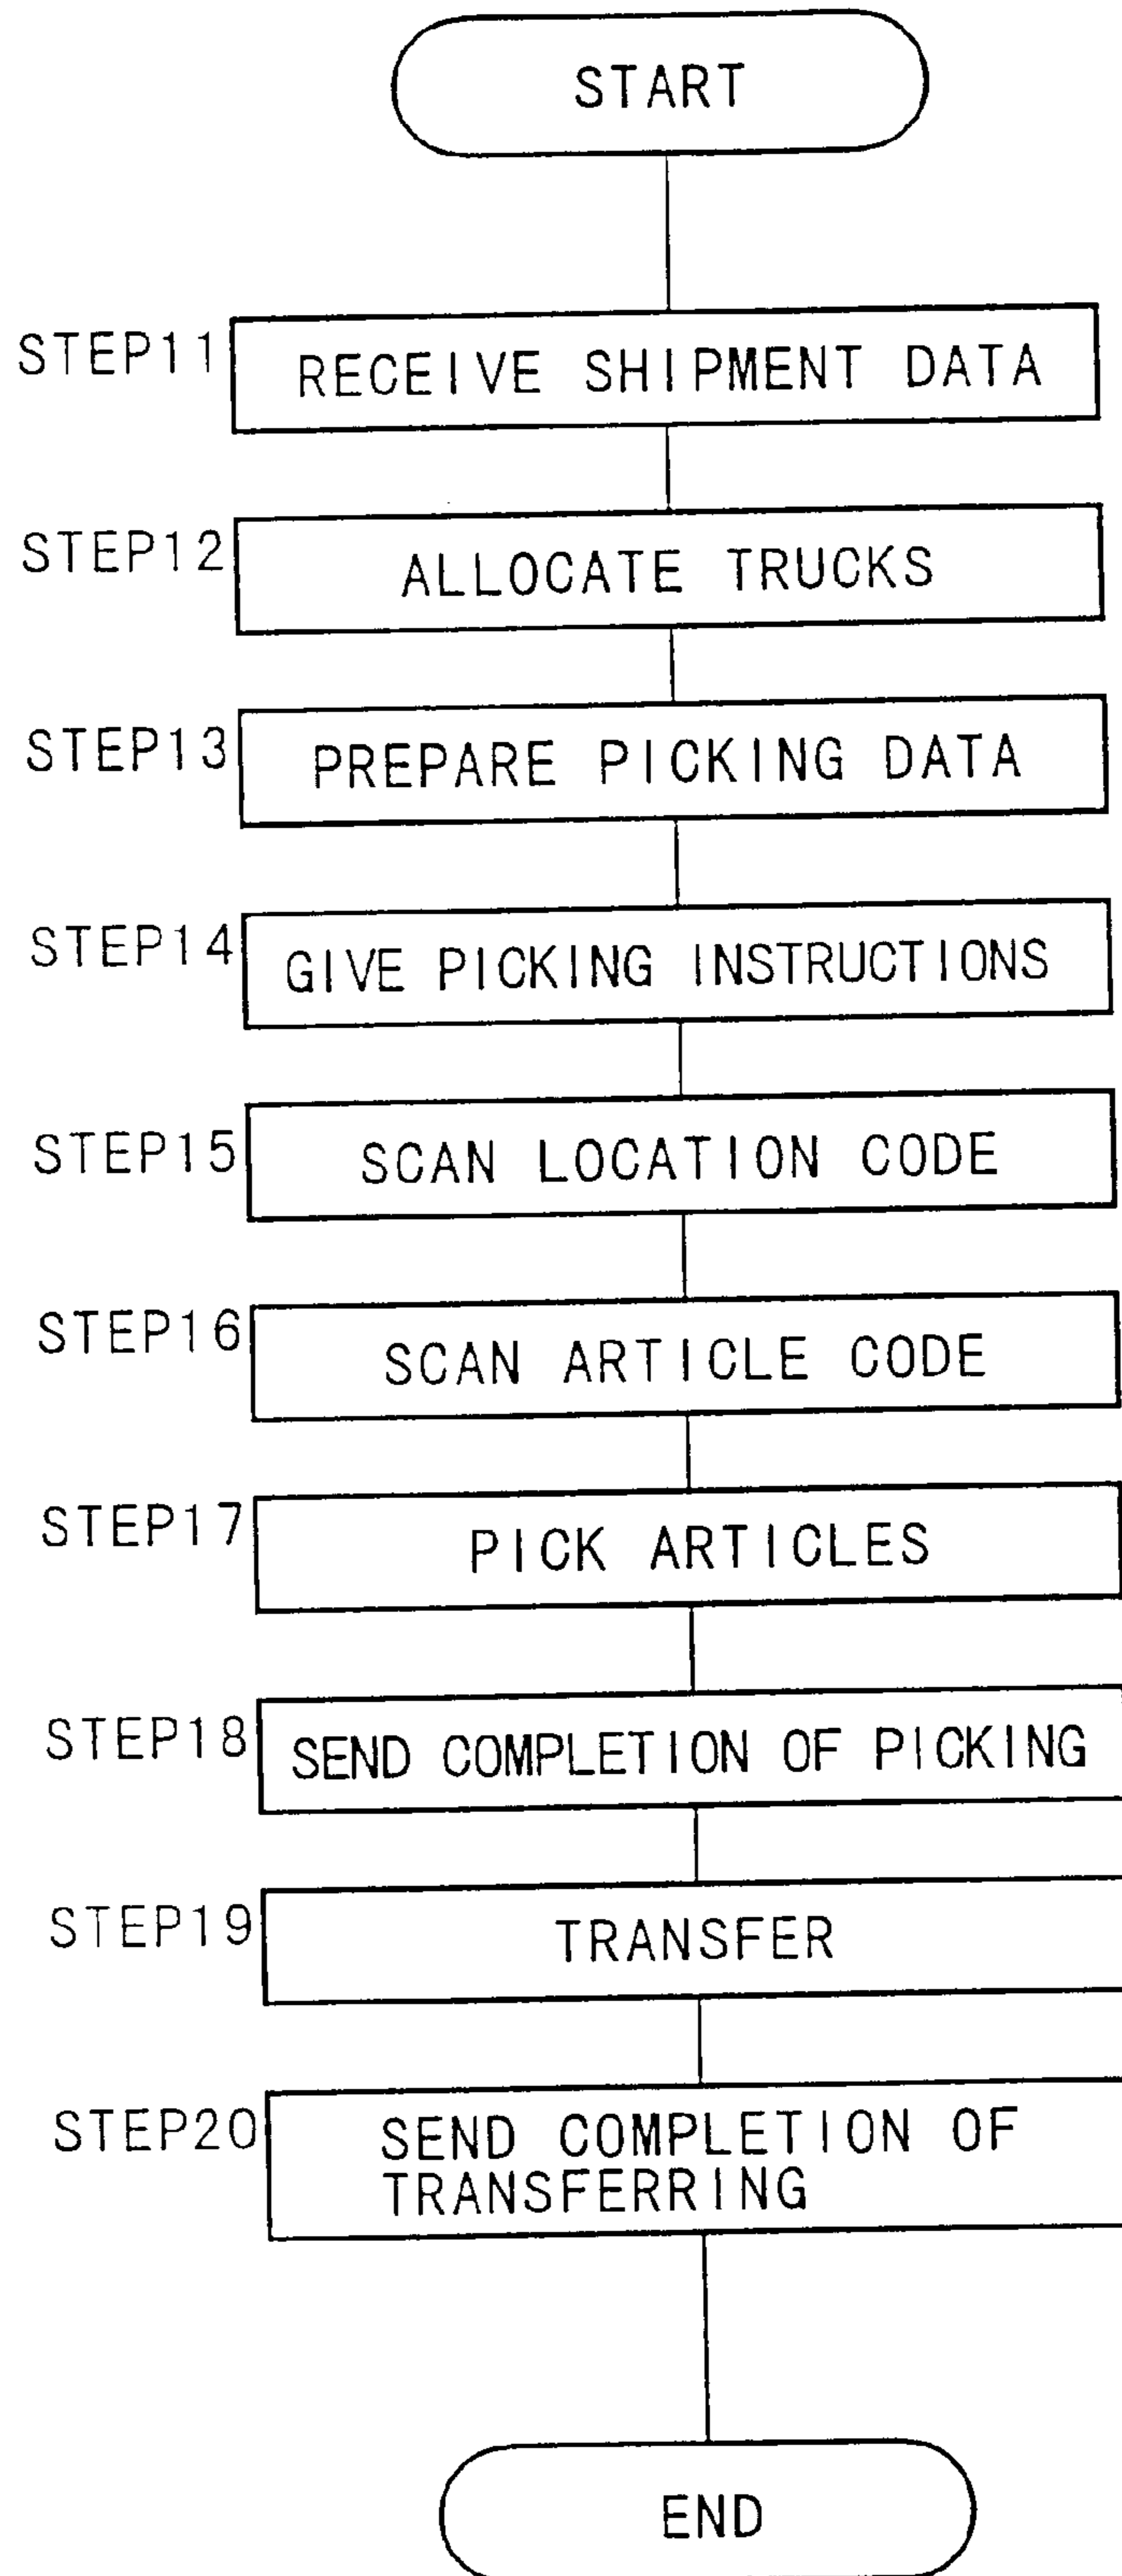 START
STEP11 RECEIVE SHIPMENT DATA
STEP12 ALLOCATE TRUCKS
STEP13 PREPARE PICKING DATA
STEP14 GIVE PICKING INSTRUCTIONS
STEP15 SCAN LOCATION CODE
STEP16 SCAN ARTICLE CODE
STEP17 PICK ARTICLES
STEP18 SEND COMPLETION OF PICKING
STEP19 TRANSFER
STEP20 SEND COMPLETION OF
TRANSFERRING
END